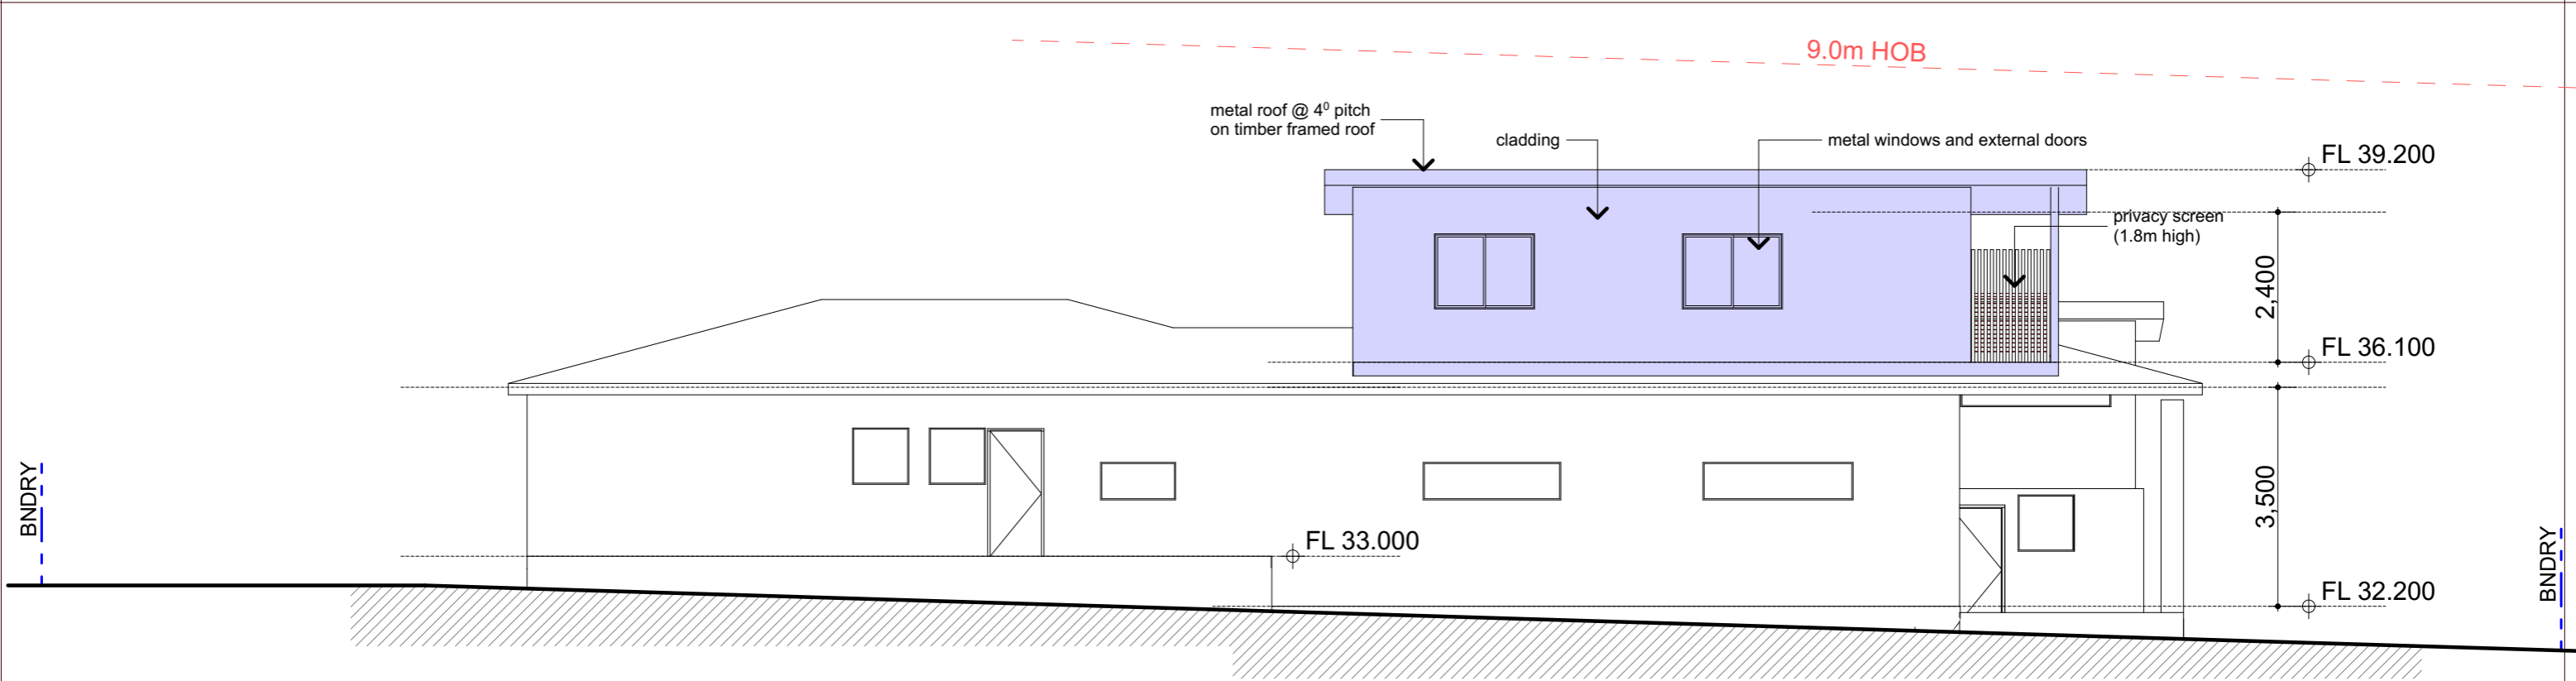 9.0m HOB
metal roof @ 4⁰ pitch
on timber framed roof
cladding
metal windows and external doors
FL 39.200
privacy screen
(1.8m high)
2,400
FL 36.100
3,500
FL 33.000
FL 32.200
BNDRY
BNDRY